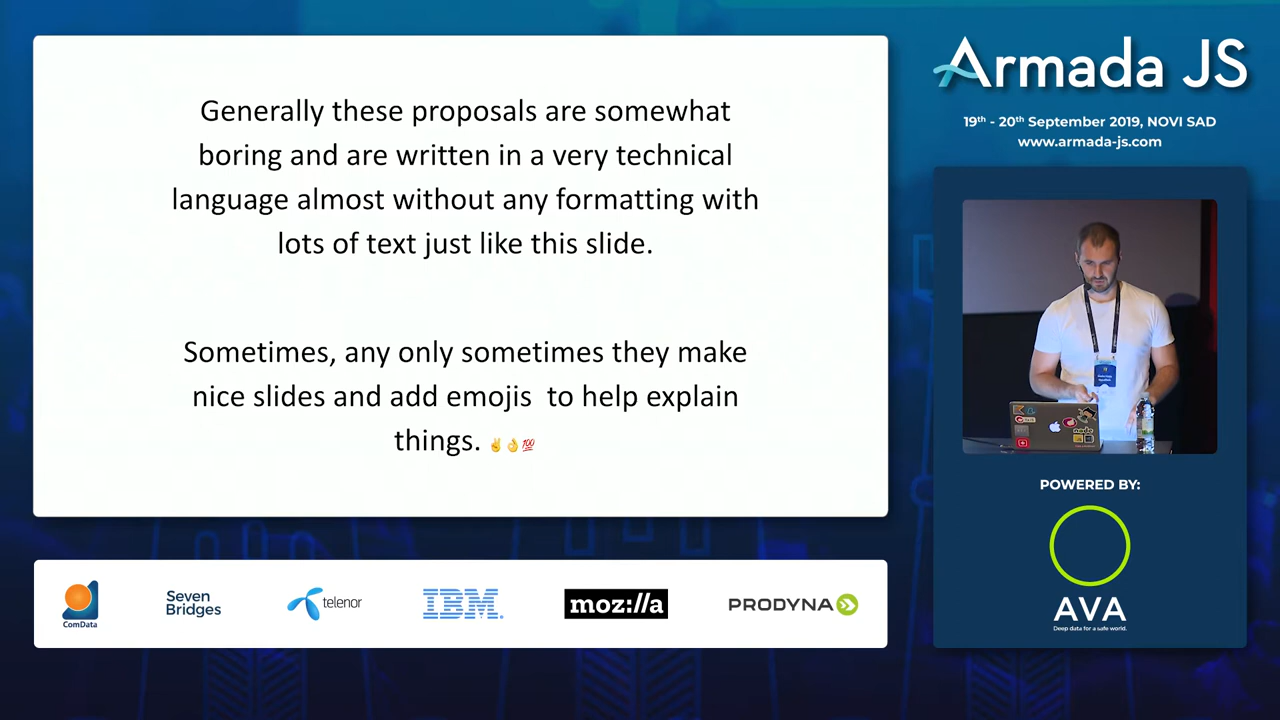 Generally these proposals are somewhat
boring and are written in a very technical
language almost without any formatting with
lots of text just like this slide.
Sometimes, any only sometimes they make
nice slides and add emojis  to help explain
things. ✌️👌💯
Armada JS
19th - 20th September 2019, NOVI SAD
www.armada-js.com
POWERED BY:
AVA
Deep data for a safe world.
ComData
Seven
Bridges
telenor
IBM
moz://a
PRODYNA